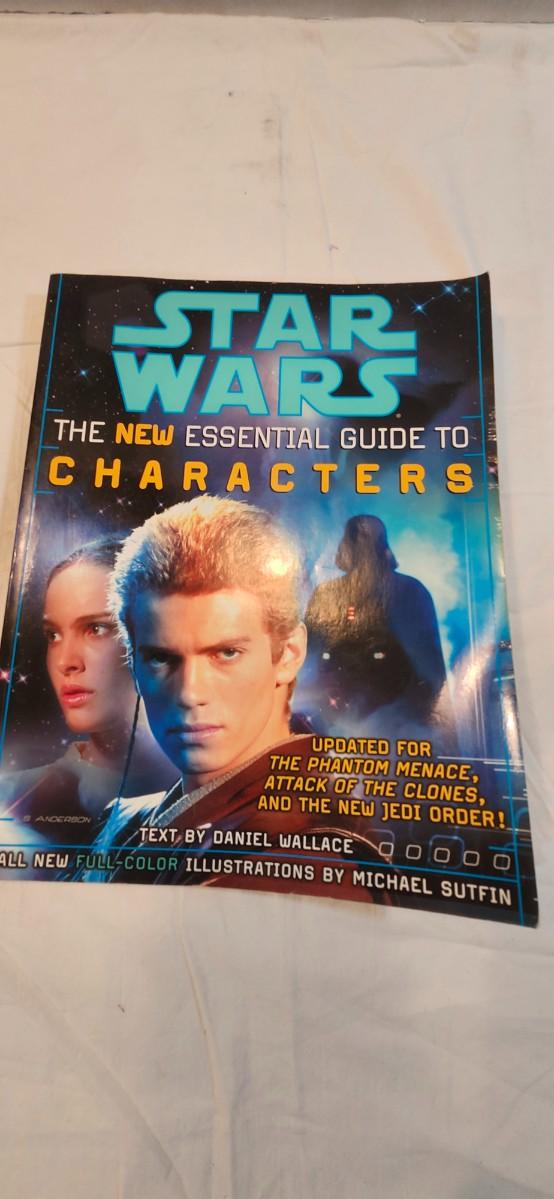 STAR
WARS®
THE NEW ESSENTIAL GUIDE TO
CHARACTERS
UPDATED FOR
THE PHANTOM MENACE,
ATTACK OF THE CLONES,
AND THE NEW JEDI ORDER!
S ANDERSON
TEXT BY DANIEL WALLACE
ALL NEW FULL-COLOR ILLUSTRATIONS BY MICHAEL SUTFIN